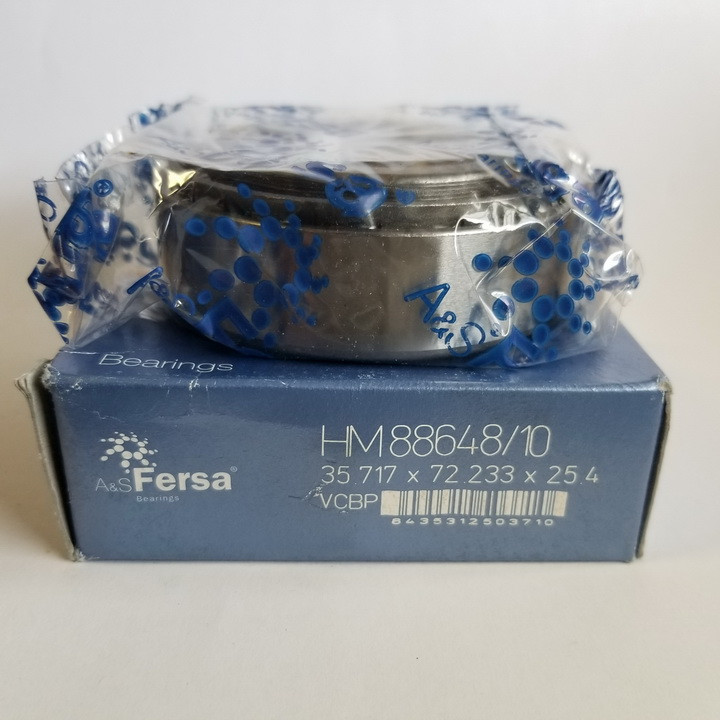 A&S
Bearings
A&S Fersa®
Bearings
HM88648/10
35.717 x 72.233 x 25.4
VCBP
8435312503710